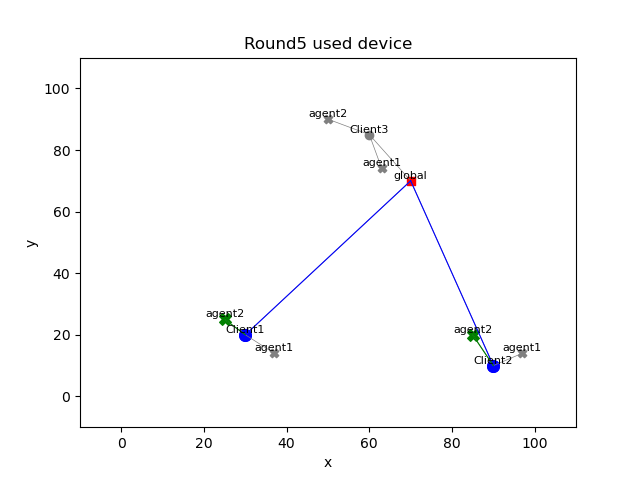 Round5 used device
100
80
60
40
20
0
y
agent2
Client3
agent1
global
agent2
Client1
agent1
agent2
agent1
Client2
0
20
40
60
80
100
x